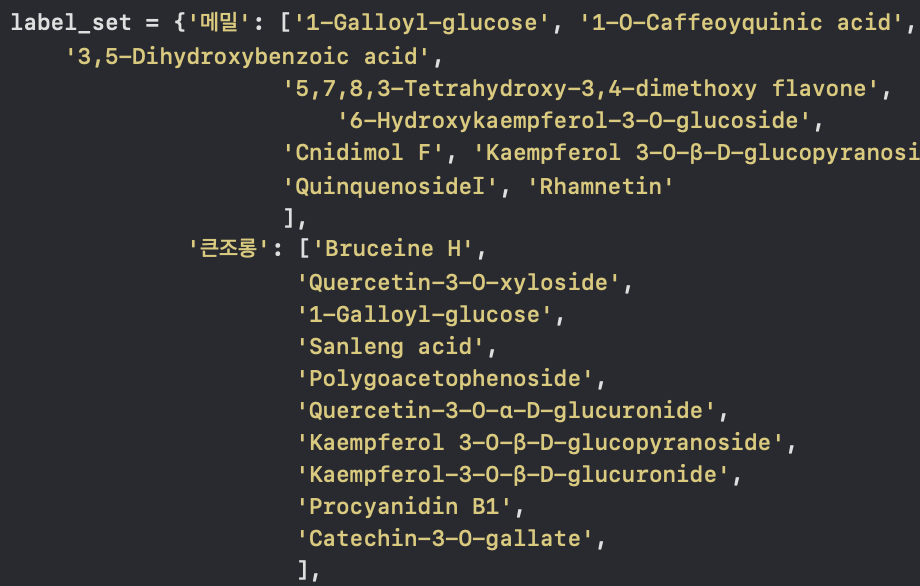 label_set = {'메밀': ['1-Galloyl-glucose', '1-O-Caffeoyquinic acid',
'3,5-Dihydroxybenzoic acid',
'5,7,8,3-Tetrahydroxy-3,4-dimethoxy flavone',
'6-Hydroxykaempferol-3-O-glucoside',
'Cnidimol F', 'Kaempferol 3-O-β-D-glucopyranosi
'QuinquenosideⅠ', 'Rhamnetin'
],
'큰조롱': ['Bruceine H',
'Quercetin-3-O-xyloside',
'1-Galloyl-glucose',
'Sanleng acid',
'Polygoacetophenoside',
'Quercetin-3-O-α-D-glucuronide',
'Kaempferol 3-O-β-D-glucopyranoside',
'Kaempferol-3-O-β-D-glucuronide',
'Procyanidin B1',
'Catechin-3-O-gallate',
],